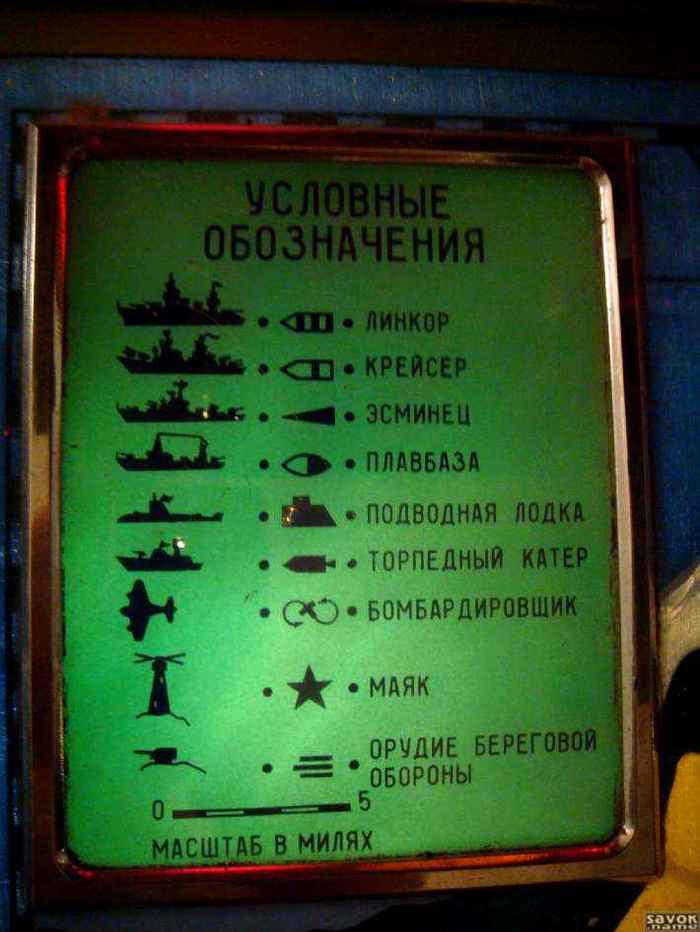 УСЛОВНЫЕ
ОБОЗНАЧЕНИЯ
ЛИНКОР
КРЕЙСЕР
ЭСМИНЕЦ
ПЛАВБАЗА
ПОДВОДНАЯ ЛОДКА
ТОРПЕДНЫЙ КАТЕР
БОМБАРДИРОВЩИК
МАЯК
ОРУДИЕ БЕРЕГОВОЙ
ОБОРОНЫ
0 5
МАСШТАБ В МИЛЯХ
savok
.name